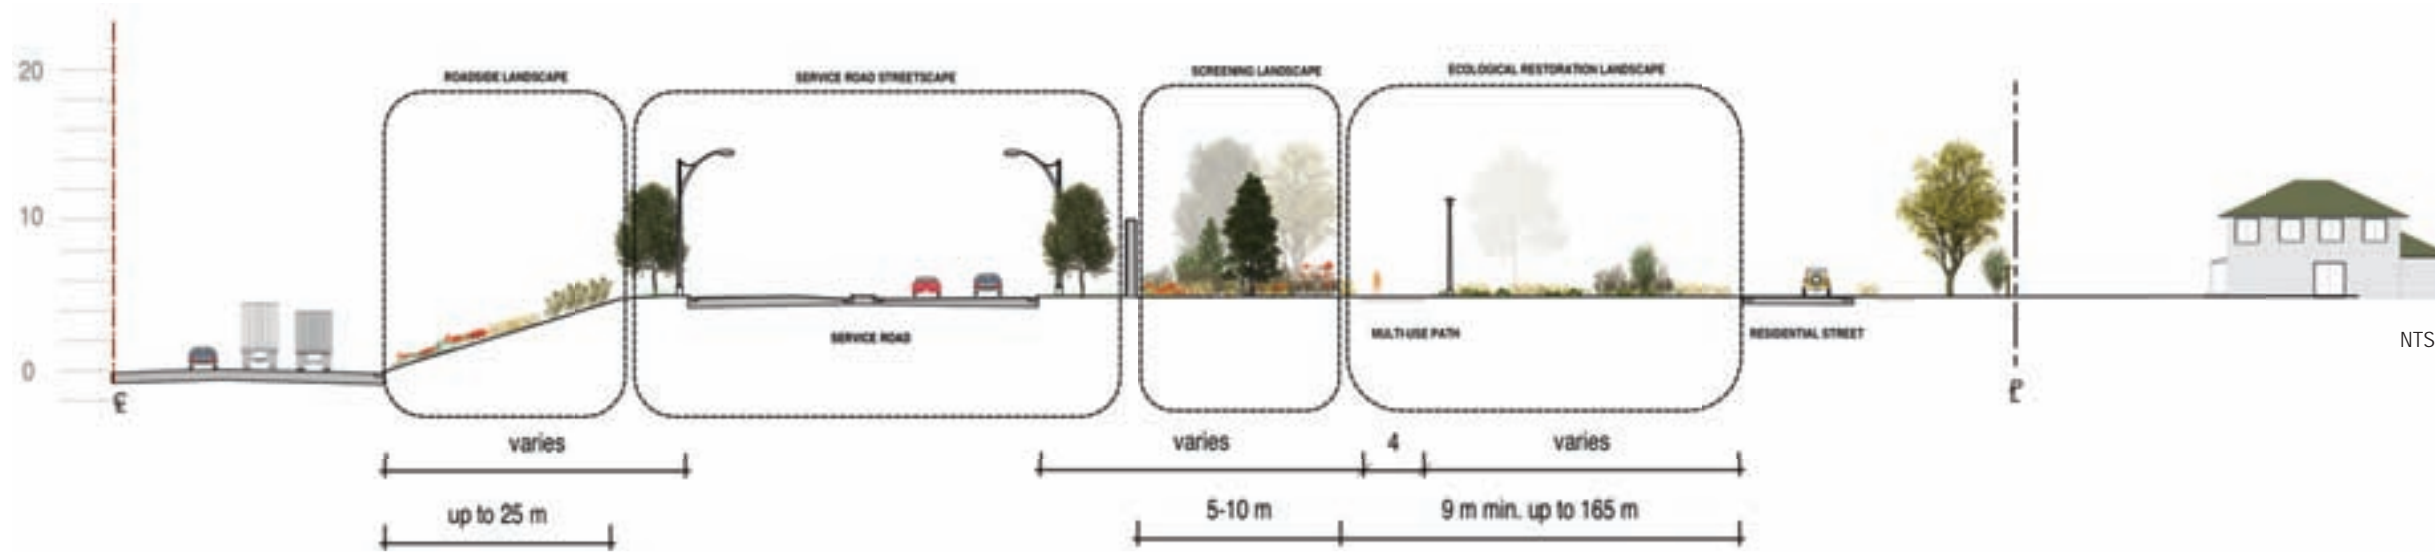 20
10
0
ROADSIDE LANDSCAPE
SERVICE ROAD STREETSCAPE
SCREENING LANDSCAPE
ECOLOGICAL RESTORATION LANDSCAPE
SERVICE ROAD
MULTI-USE PATH
RESIDENTIAL STREET
NTS
℄
varies
varies
4
varies
up to 25 m
5-10 m
9 m min. up to 165 m